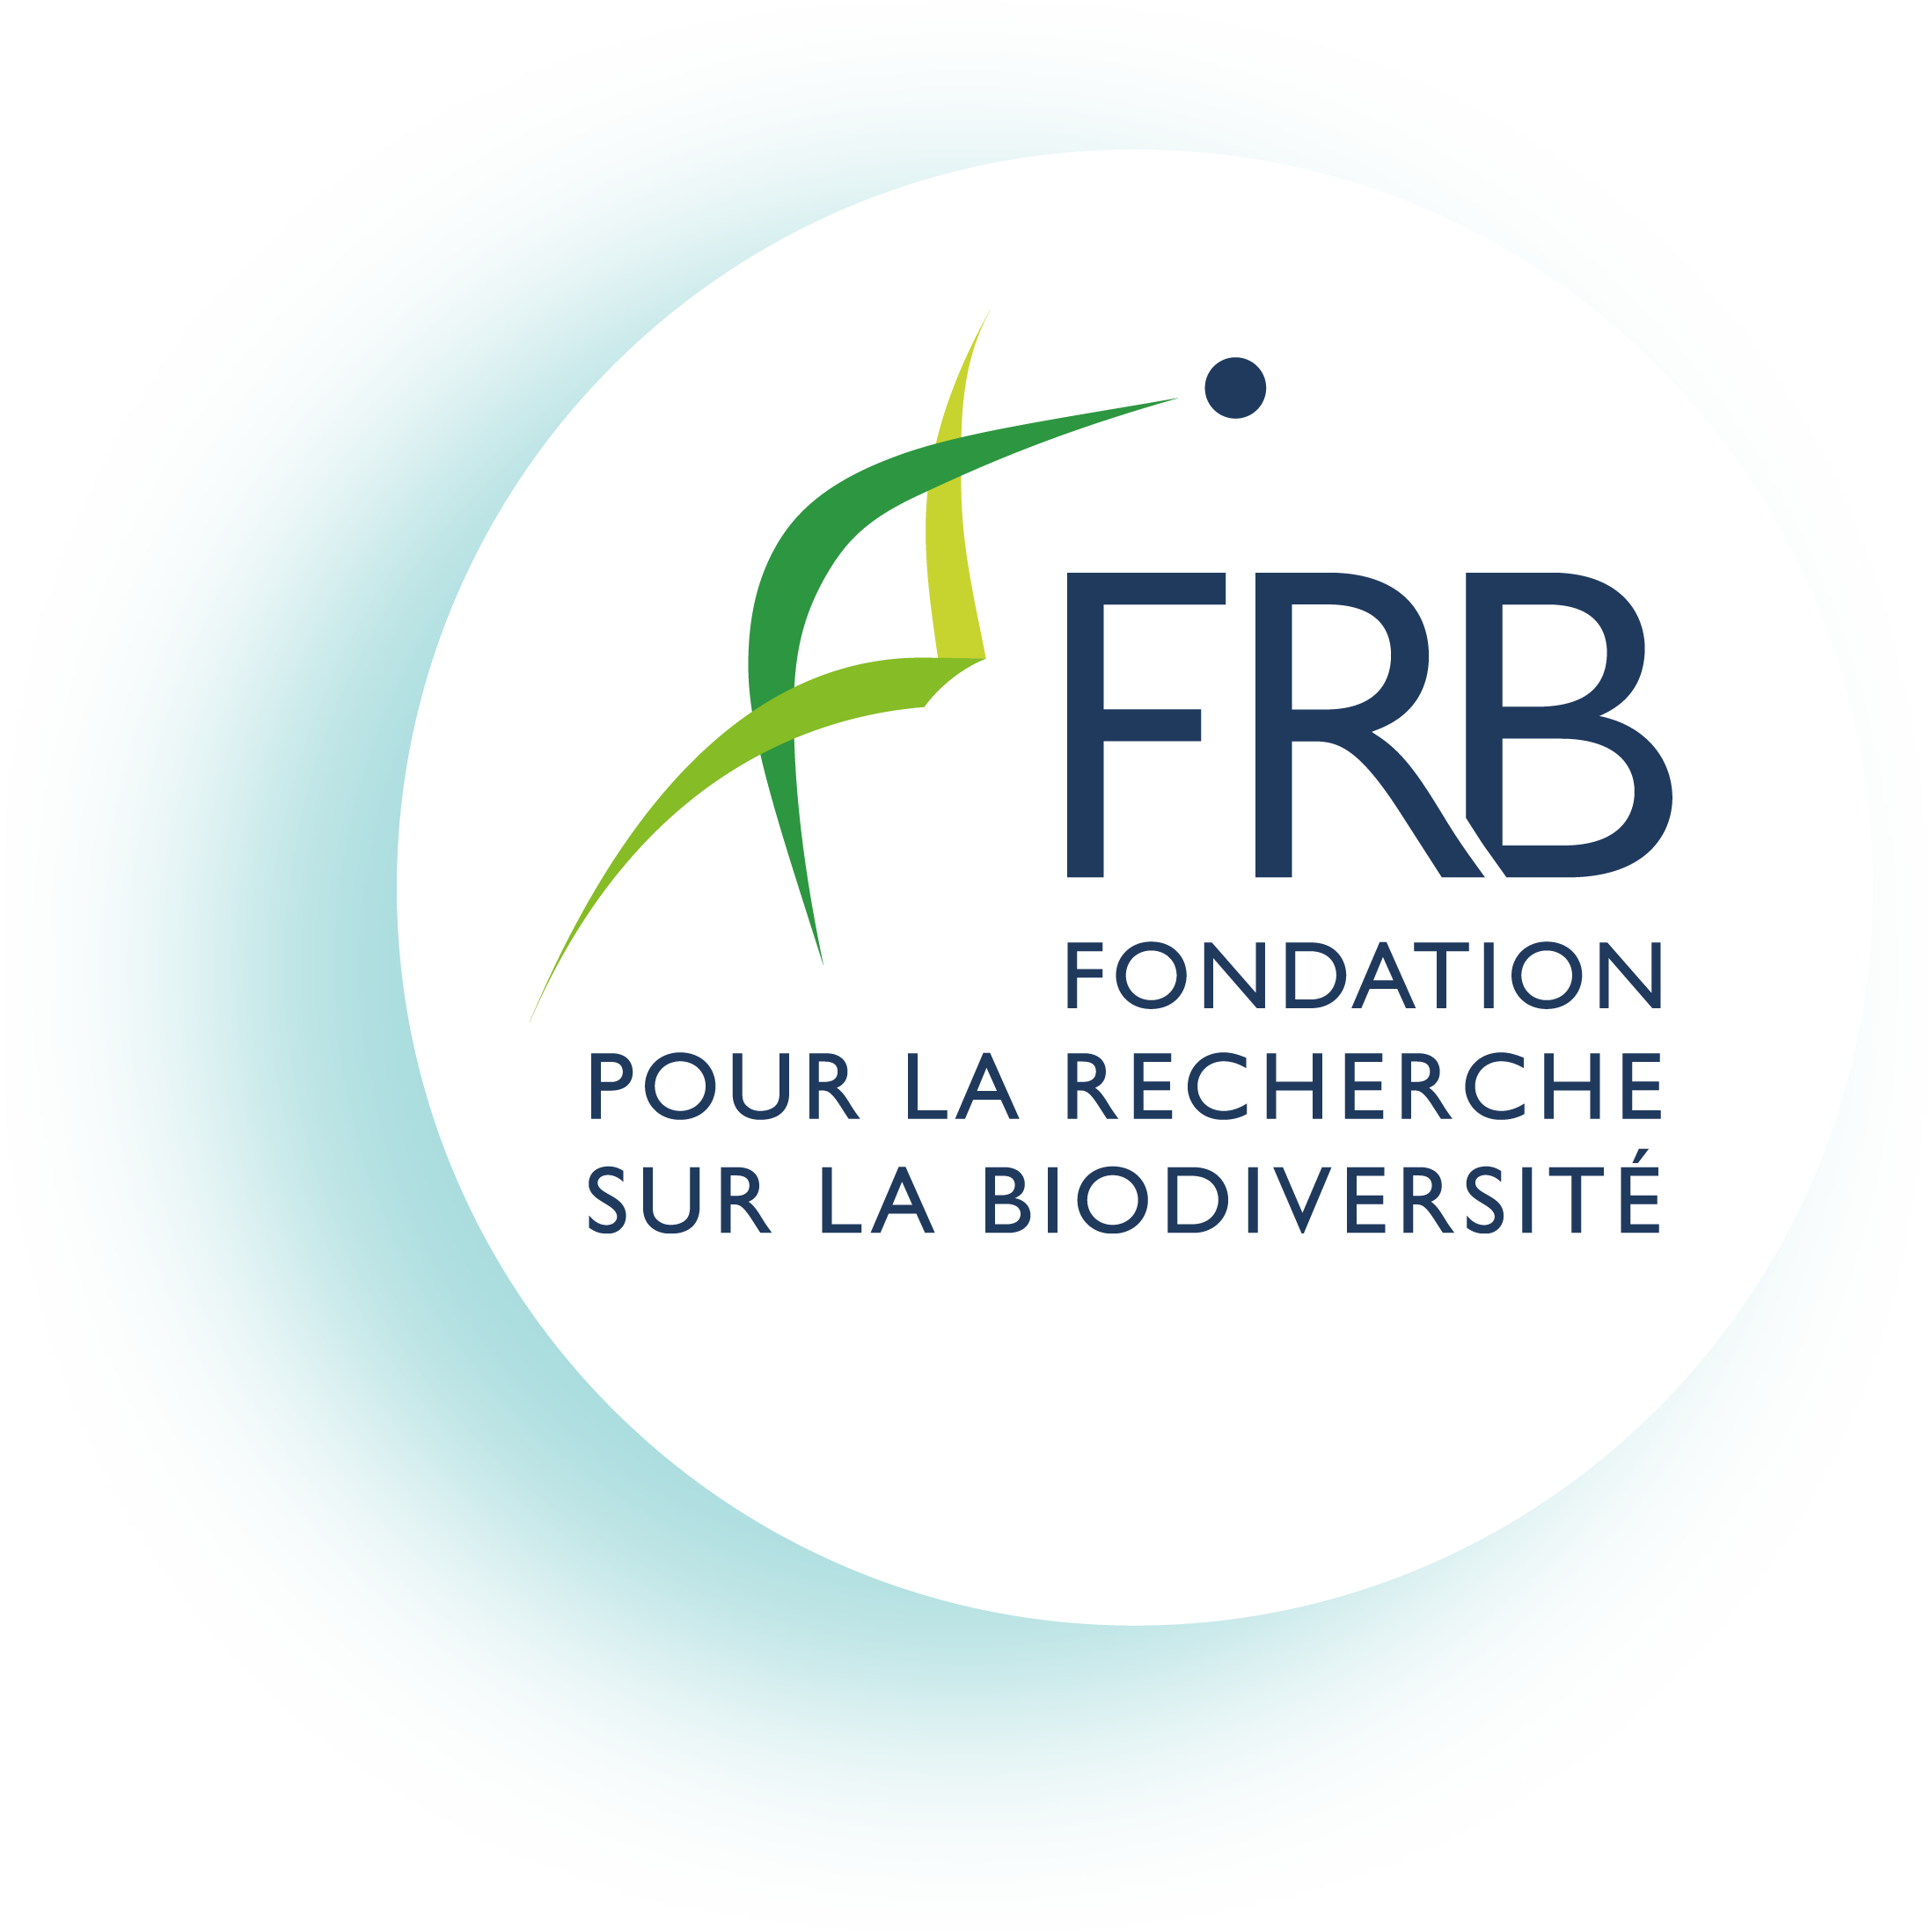 FRB
FONDATION
POUR LA RECHERCHE
SUR LA BIODIVERSITÉ